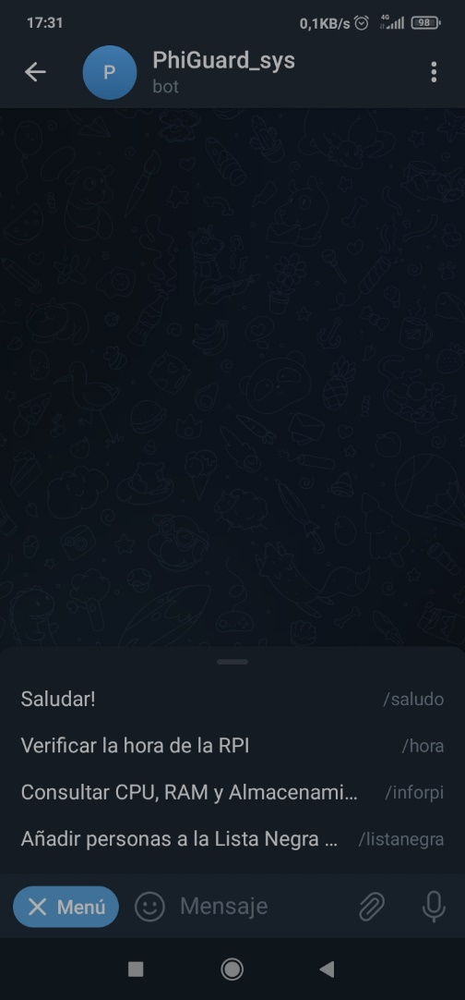 17:31 0,1KB/s 4G 98
P PhiGuard_sys
bot
Saludar! /saludo
Verificar la hora de la RPI /hora
Consultar CPU, RAM y Almacenami... /inforpi
Añadir personas a la Lista Negra ... /listanegra
Menú Mensaje